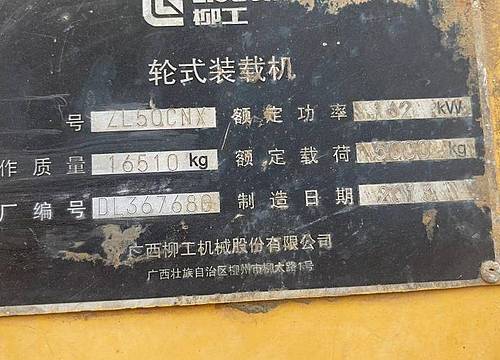 柳工
轮式装载机
号 ZL50CNX 额定功率 162 kW
作质量 16510 kg 额定载荷 kg
厂编号 DL367680 制造日期
广西柳工机械股份有限公司
广西壮族自治区柳州市柳太路1号